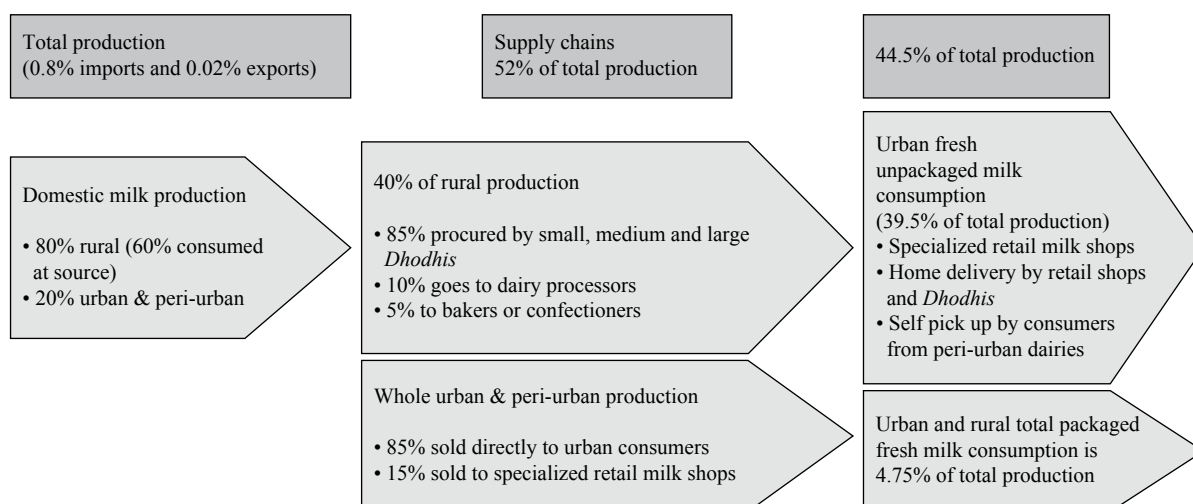 Total production
(0.8% imports and 0.02% exports)
Supply chains
52% of total production
44.5% of total production
Domestic milk production
• 80% rural (60% consumed
at source)
• 20% urban & peri-urban
40% of rural production
• 85% procured by small, medium and large
Dhodhis
• 10% goes to dairy processors
• 5% to bakers or confectioners
Whole urban & peri-urban production
• 85% sold directly to urban consumers
• 15% sold to specialized retail milk shops
Urban fresh
unpackaged milk
consumption
(39.5% of total production)
• Specialized retail milk shops
• Home delivery by retail shops
and Dhodhis
• Self pick up by consumers
from peri-urban dairies
Urban and rural total packaged
fresh milk consumption is
4.75% of total production